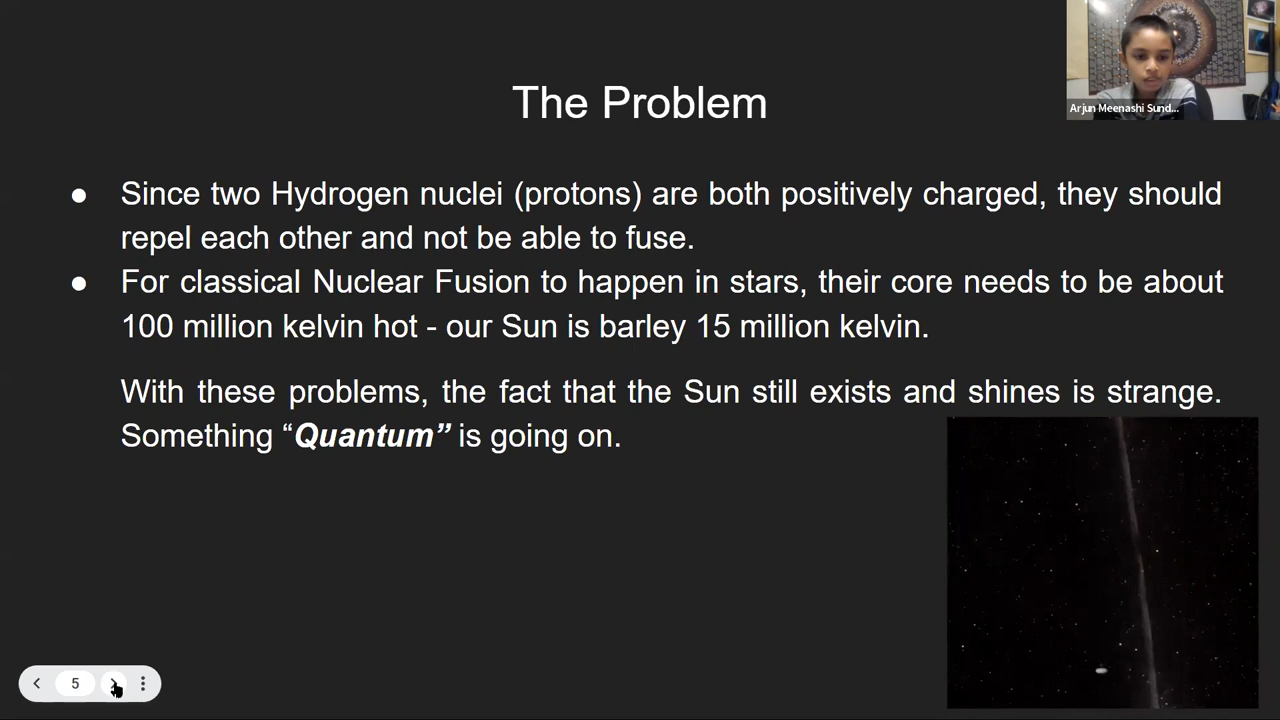 Arjun Meenashi Sund...
The Problem
● Since two Hydrogen nuclei (protons) are both positively charged, they should
repel each other and not be able to fuse.
● For classical Nuclear Fusion to happen in stars, their core needs to be about
100 million kelvin hot - our Sun is barley 15 million kelvin.
With these problems, the fact that the Sun still exists and shines is strange.
Something “Quantum” is going on.
5